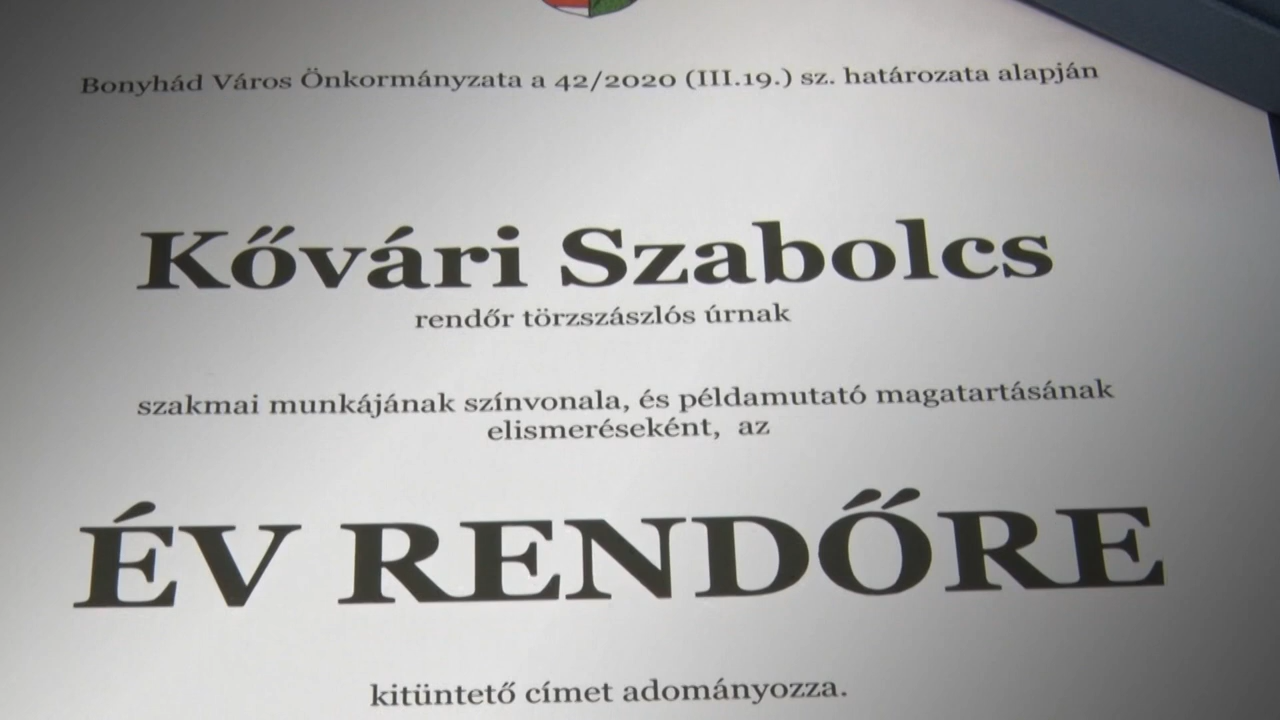 Bonyhád Város Önkormányzata a 42/2020 (III.19.) sz. határozata alapján
Kővári Szabolcs
rendőr törzszászlós úrnak
szakmai munkájának színvonala, és példamutató magatartásának
elismeréseként, az
ÉV RENDŐRE
kitüntető címet adományozza.